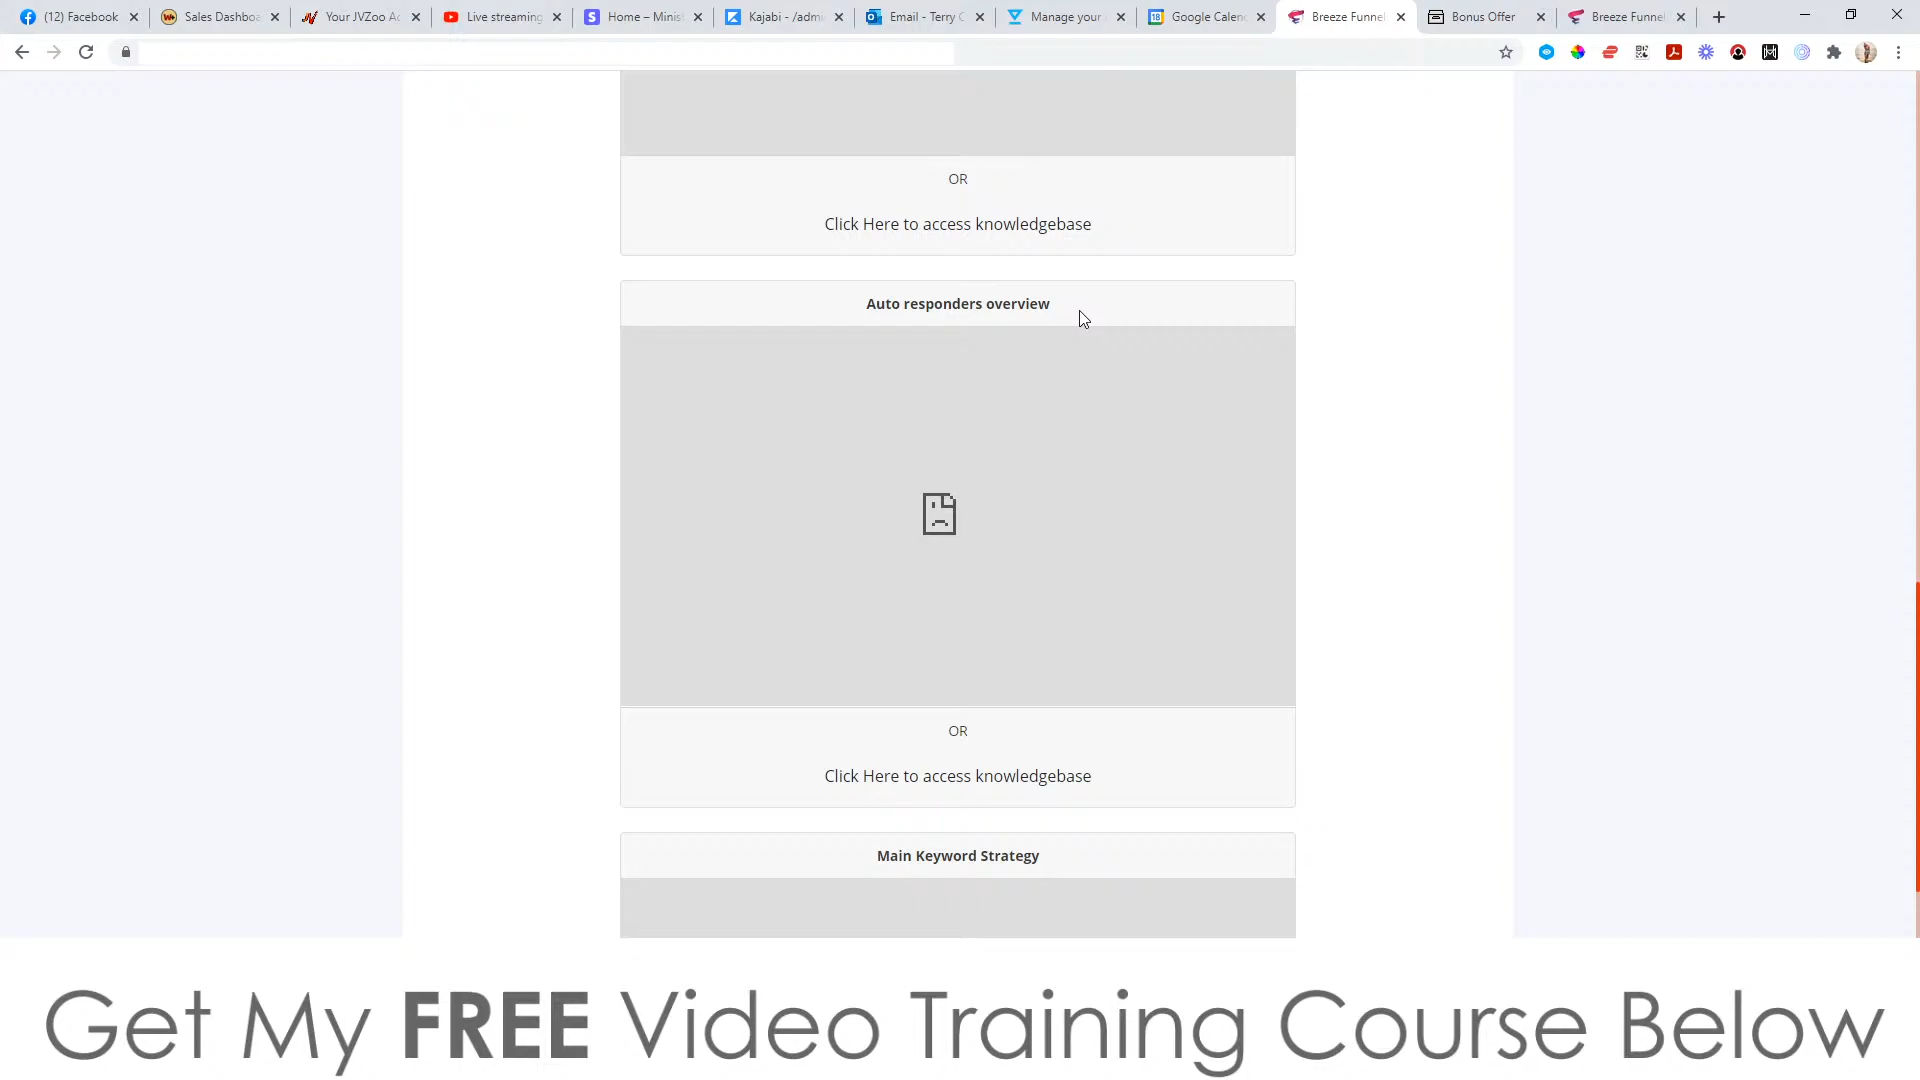 (12) Facebook
Sales Dashboa
Your JVZoo Ac
Live streaming
Home – Minis
Kajabi - /adm
Email - Terry
Manage your
Google Calen
Breeze Funnel
Bonus Offer
Breeze Funnel
OR
Click Here to access knowledgebase
Auto responders overview
OR
Click Here to access knowledgebase
Main Keyword Strategy
Get My FREE Video Training Course Below